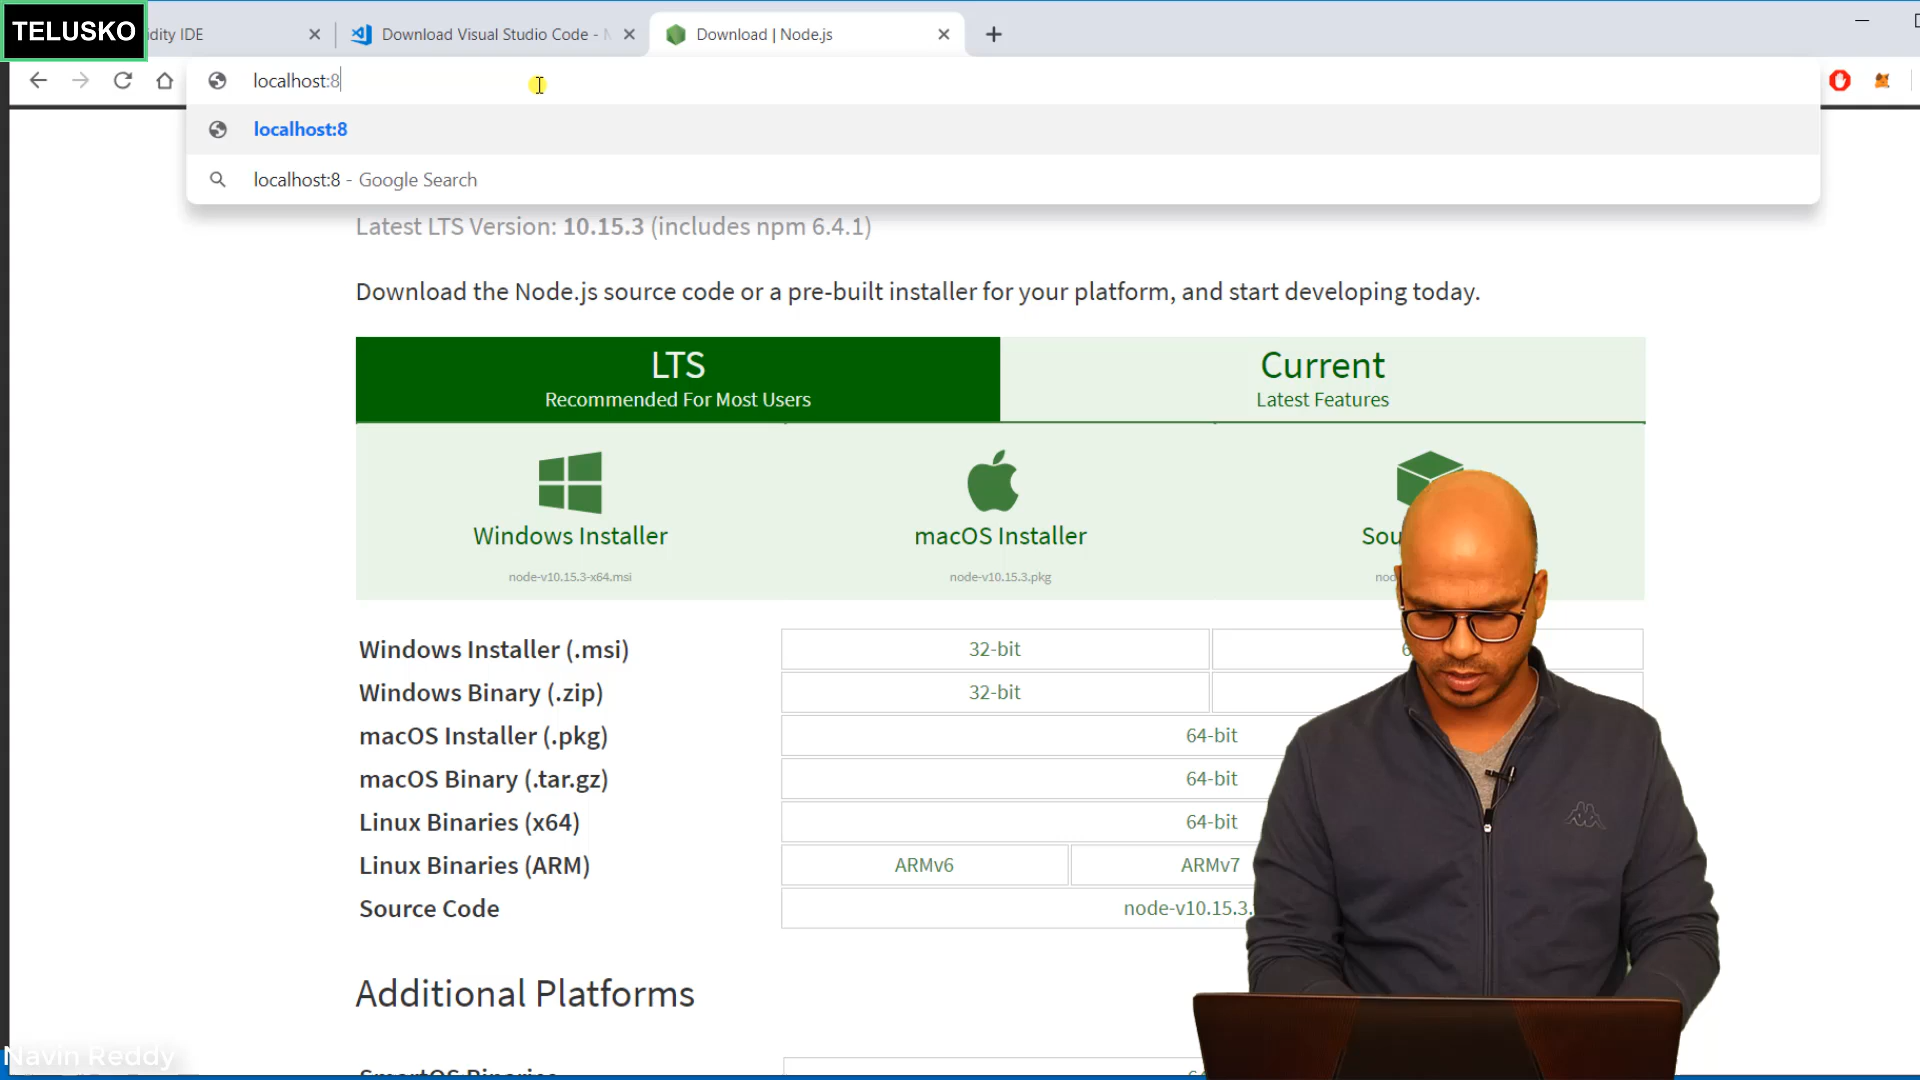 TELUSKO
dity IDE
Download Visual Studio Code -
Download | Node.js
localhost:8
localhost:8
localhost:8 - Google Search
Latest LTS Version: 10.15.3 (includes npm 6.4.1)
Download the Node.js source code or a pre-built installer for your platform, and start developing today.
LTS
Recommended For Most Users
Current
Latest Features
Windows Installer
node-v10.15.3-x64.msi
macOS Installer
node-v10.15.3.pkg
Sou
nod
Windows Installer (.msi)
32-bit
Windows Binary (.zip)
32-bit
macOS Installer (.pkg)
64-bit
macOS Binary (.tar.gz)
64-bit
Linux Binaries (x64)
64-bit
Linux Binaries (ARM)
ARMv6
ARMv7
Source Code
node-v10.15.3.
Additional Platforms
Navin Reddy
SmartOS Binaries